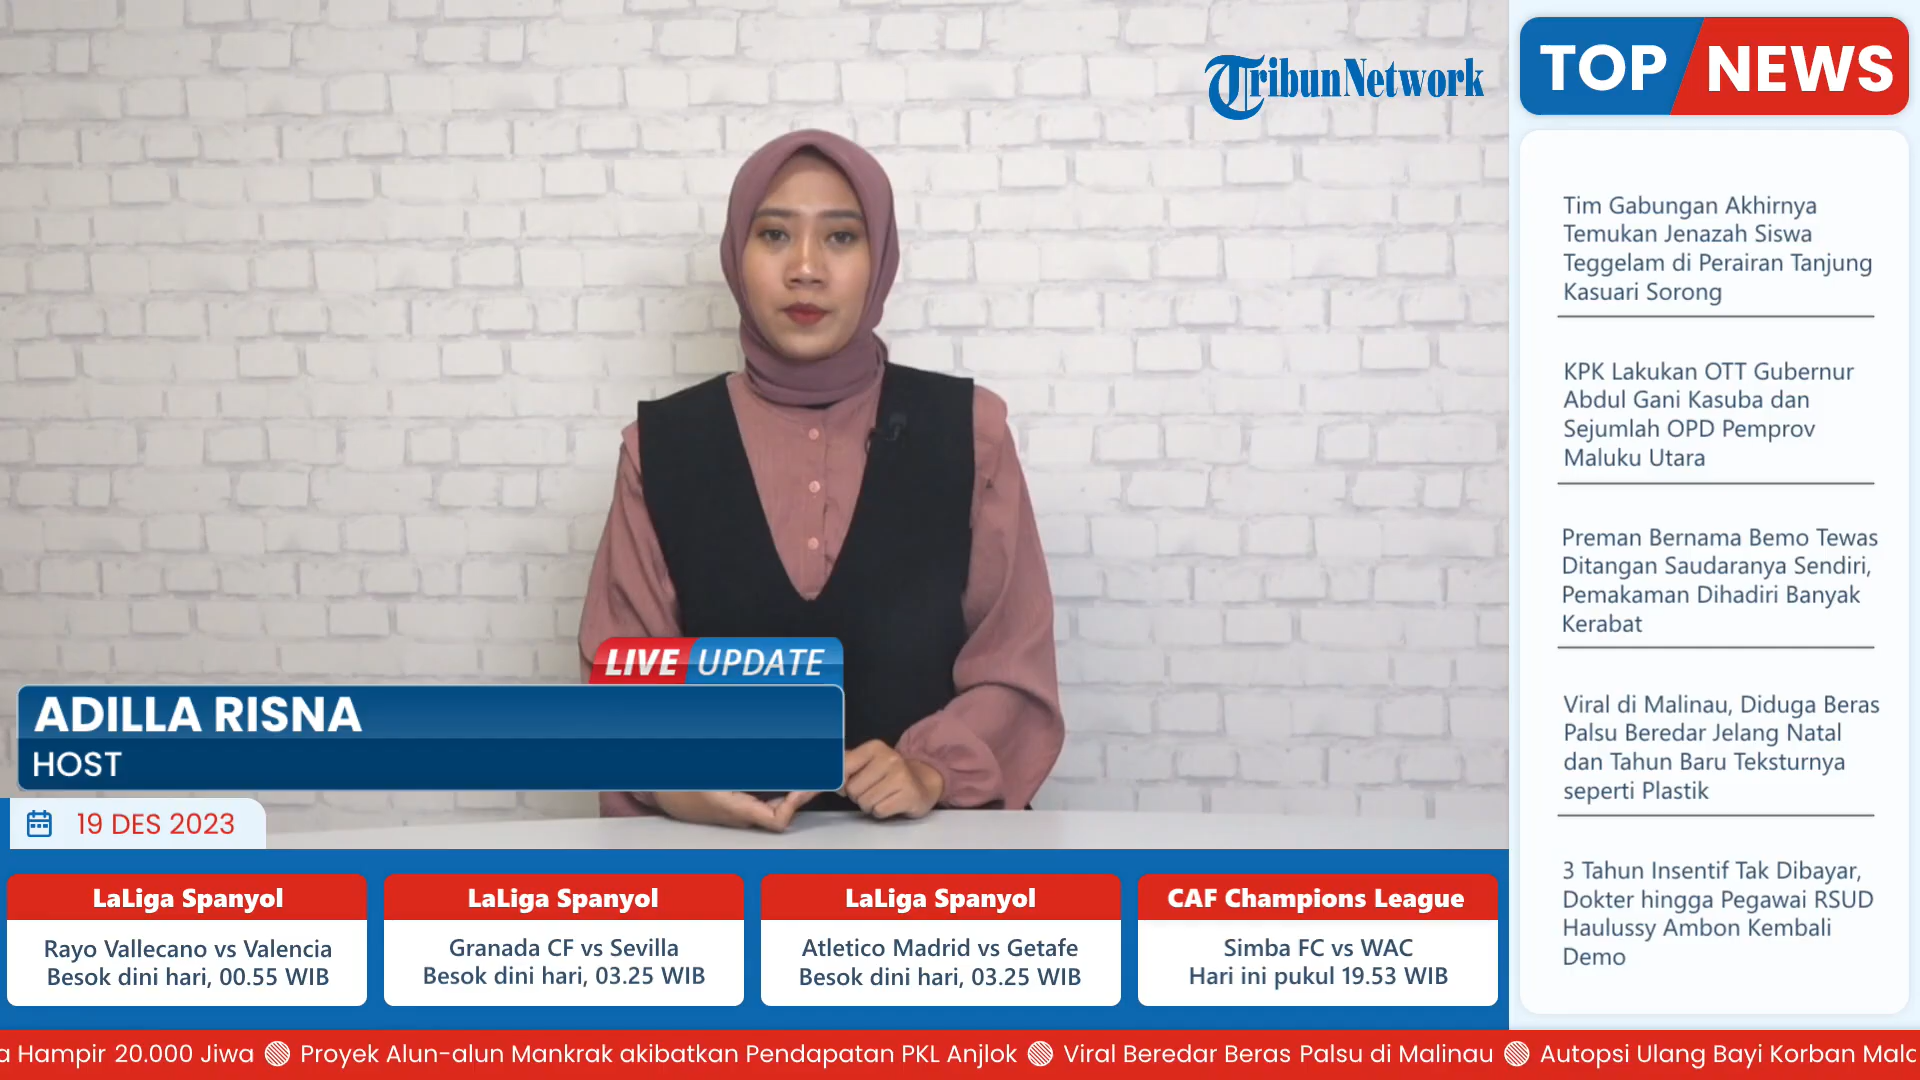 TribunNetwork
TOP NEWS
Tim Gabungan Akhirnya
Temukan Jenazah Siswa
Teggelam di Perairan Tanjung
Kasuari Sorong
KPK Lakukan OTT Gubernur
Abdul Gani Kasuba dan
Sejumlah OPD Pemprov
Maluku Utara
Preman Bernama Bemo Tewas
Ditangan Saudaranya Sendiri,
Pemakaman Dihadiri Banyak
Kerabat
Viral di Malinau, Diduga Beras
Palsu Beredar Jelang Natal
dan Tahun Baru Teksturnya
seperti Plastik
3 Tahun Insentif Tak Dibayar,
Dokter hingga Pegawai RSUD
Haulussy Ambon Kembali
Demo
LIVE UPDATE
ADILLA RISNA
HOST
19 DES 2023
LaLiga Spanyol
Rayo Vallecano vs Valencia
Besok dini hari, 00.55 WIB
LaLiga Spanyol
Granada CF vs Sevilla
Besok dini hari, 03.25 WIB
LaLiga Spanyol
Atletico Madrid vs Getafe
Besok dini hari, 03.25 WIB
CAF Champions League
Simba FC vs WAC
Hari ini pukul 19.53 WIB
a Hampir 20.000 Jiwa Proyek Alun-alun Mankrak akibatkan Pendapatan PKL Anjlok Viral Beredar Beras Palsu di Malinau Autopsi Ulang Bayi Korban